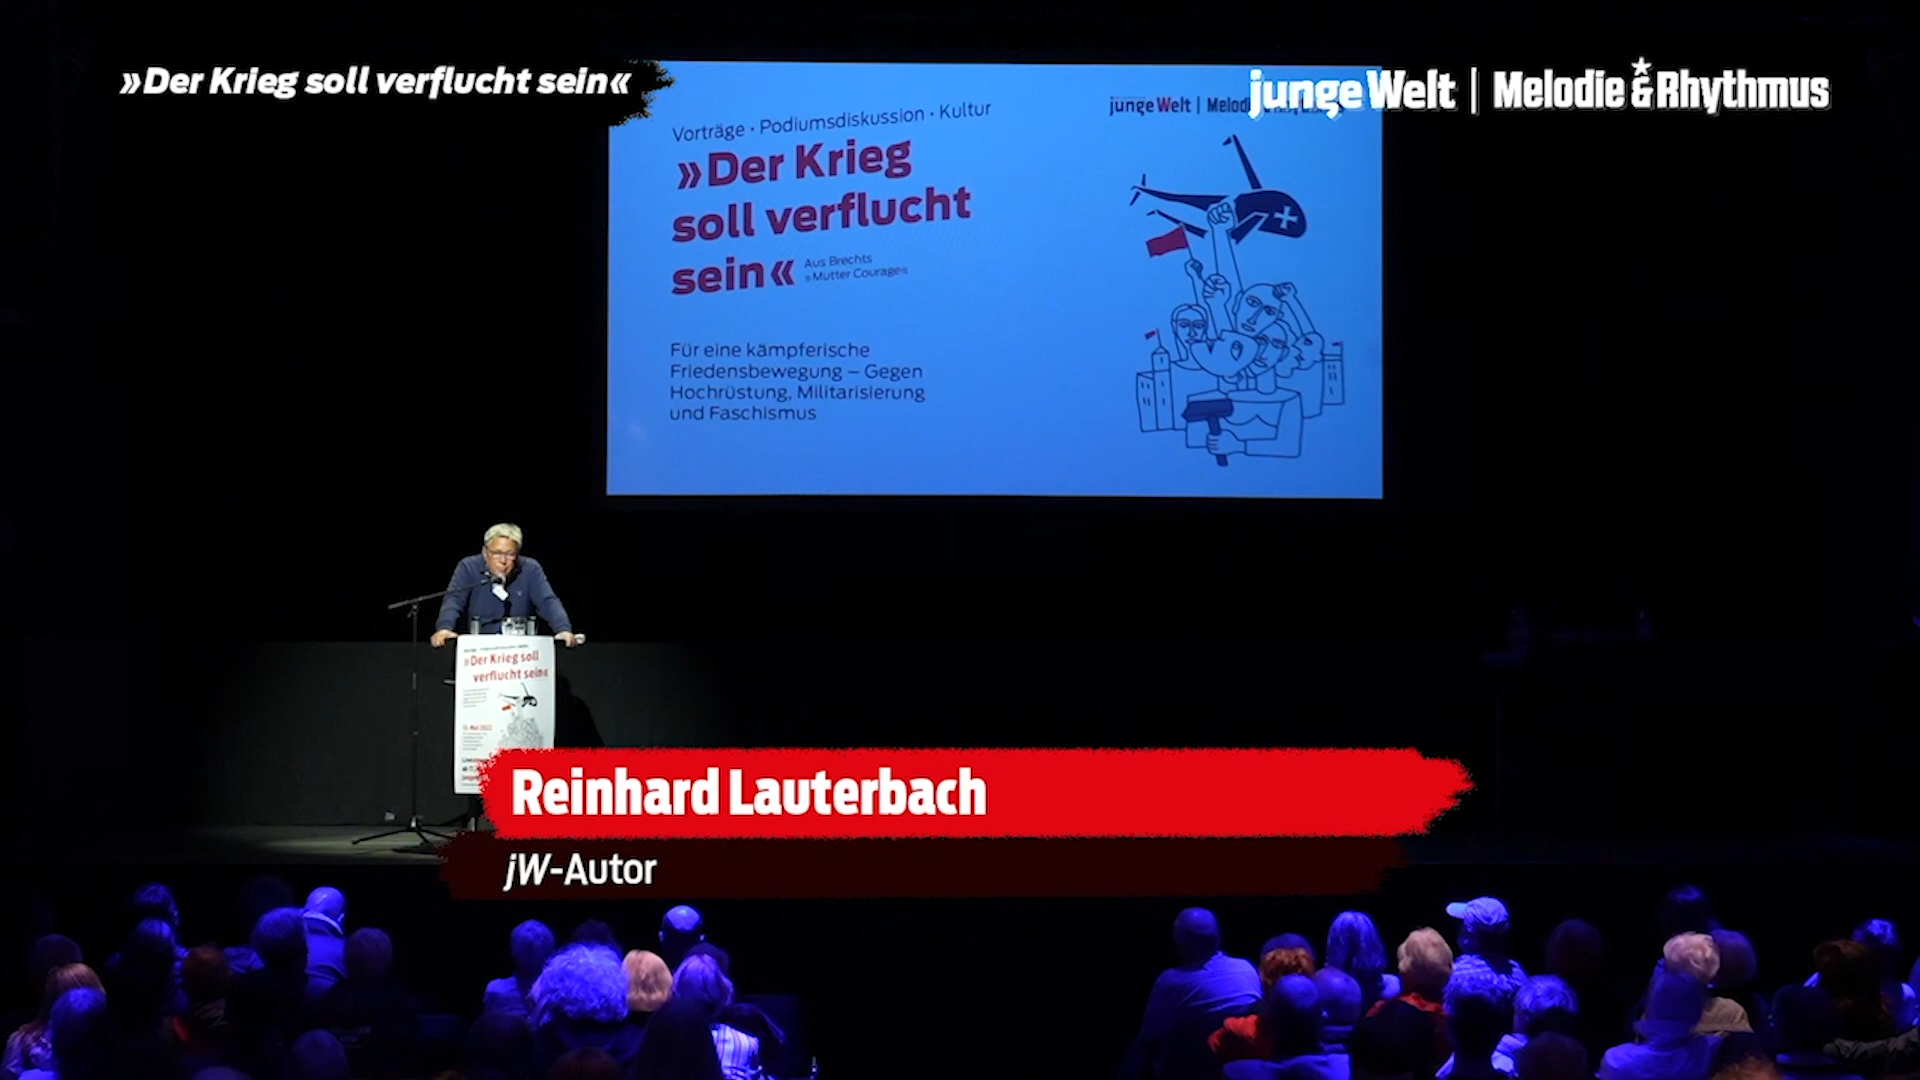 »Der Krieg soll verflucht sein«
junge Welt | Melodie & Rhythmus
Vorträge · Podiumsdiskussion · Kultur
junge Welt | Melodie
»Der Krieg
soll verflucht
sein«
Aus Brechts
»Mutter Courage«
Für eine kämpferische
Friedensbewegung – Gegen
Hochrüstung, Militarisierung
und Faschismus
»Der Krieg soll
verflucht sein«
Reinhard Lauterbach
jW-Autor